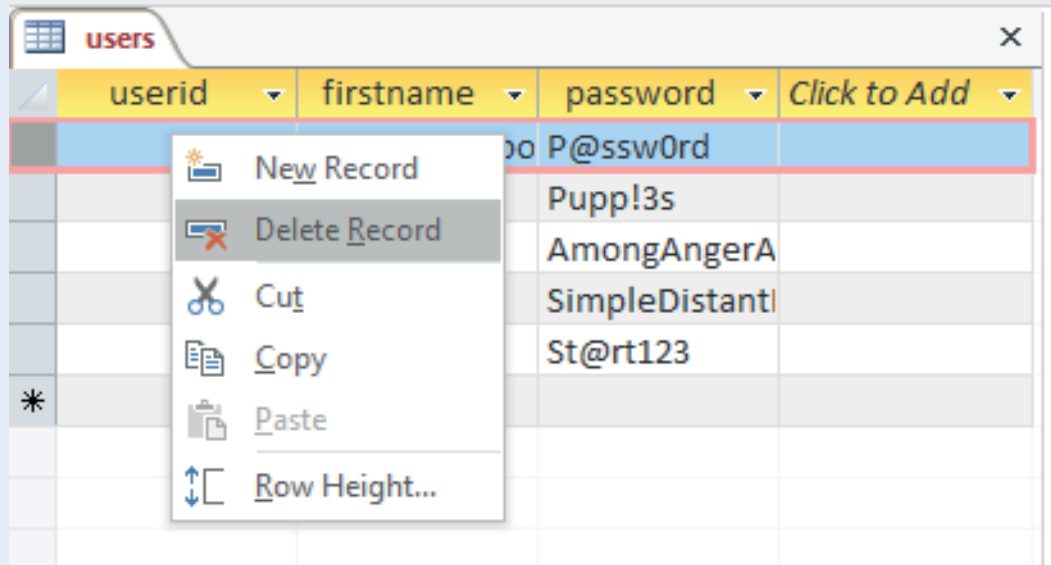 users
userid firstname password Click to Add
P@ssw0rd
New Record
Pupp!3s
Delete Record
AmongAngerA
Cut
SimpleDistant
St@rt123
Copy
Paste
Row Height...